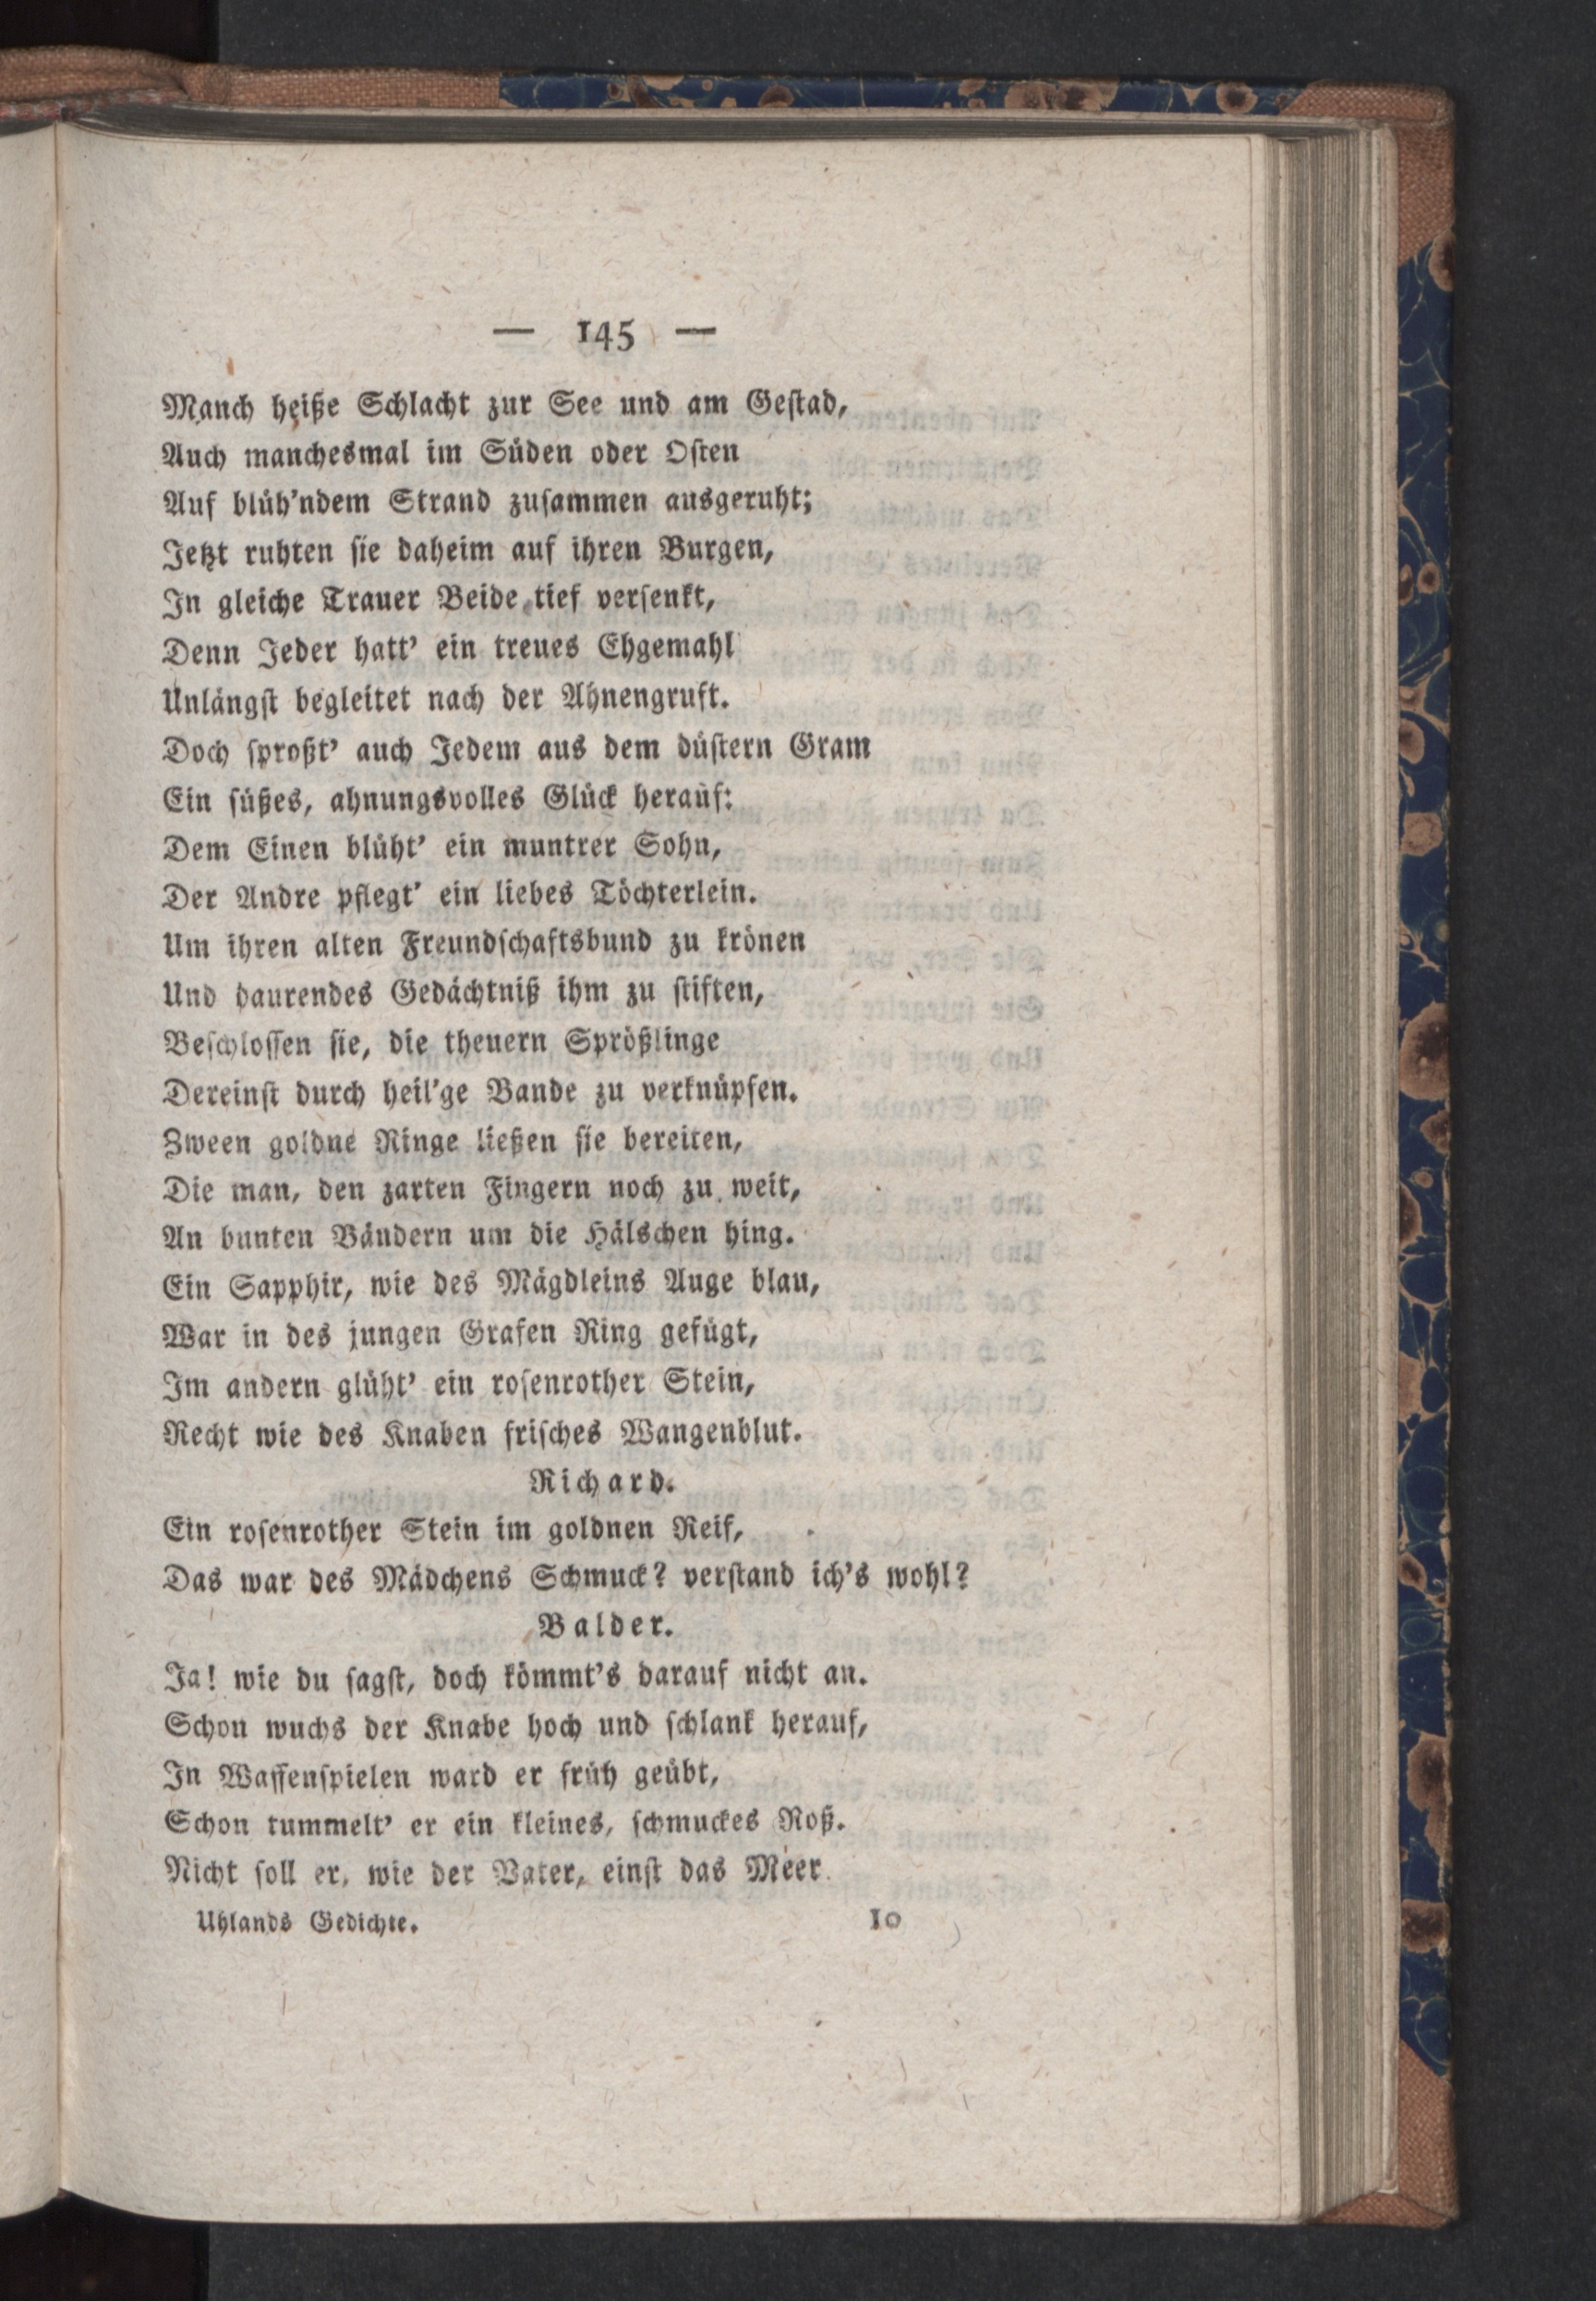 — 145 —
Manch heiße Schlacht zur See und am Gestad,
Auch manchesmal im Süden oder Osten
Auf blüh'ndem Strand zusammen ausgeruht;
Jetzt ruhten sie daheim auf ihren Burgen,
In gleiche Trauer Beide tief versenkt,
Denn Jeder hatt' ein treues Ehgemahl
Unlängst begleitet nach der Ahnengruft.
Doch sproßt' auch Jedem aus dem düstern Gram
Ein süßes, ahnungsvolles Glück herauf:
Dem Einen blüht' ein muntrer Sohn,
Der Andre pflegt' ein liebes Töchterlein.
Um ihren alten Freundschaftsbund zu krönen
Und daurendes Gedächtniß ihm zu stiften,
Beschlossen sie, die theuern Sprößlinge
Dereinst durch heil'ge Bande zu verknüpfen.
Zween goldne Ringe ließen sie bereiten,
Die man, den zarten Fingern noch zu weit,
An bunten Bändern um die Hälschen hing.
Ein Sapphir, wie des Mägdleins Auge blau,
War in des jungen Grafen Ring gefügt,
Im andern glüht' ein rosenrother Stein,
Recht wie des Knaben frisches Wangenblut.
Richard.
Ein rosenrother Stein im goldnen Reif,
Das war des Mädchens Schmuck? verstand ich's wohl?
Balder.
Ja! wie du sagst, doch kömmt's darauf nicht an.
Schon wuchs der Knabe hoch und schlank herauf,
In Waffenspielen ward er früh geübt,
Schon tummelt' er ein kleines, schmuckes Roß.
Nicht soll er, wie der Vater, einst das Meer
Uhlands Gedichte. 10